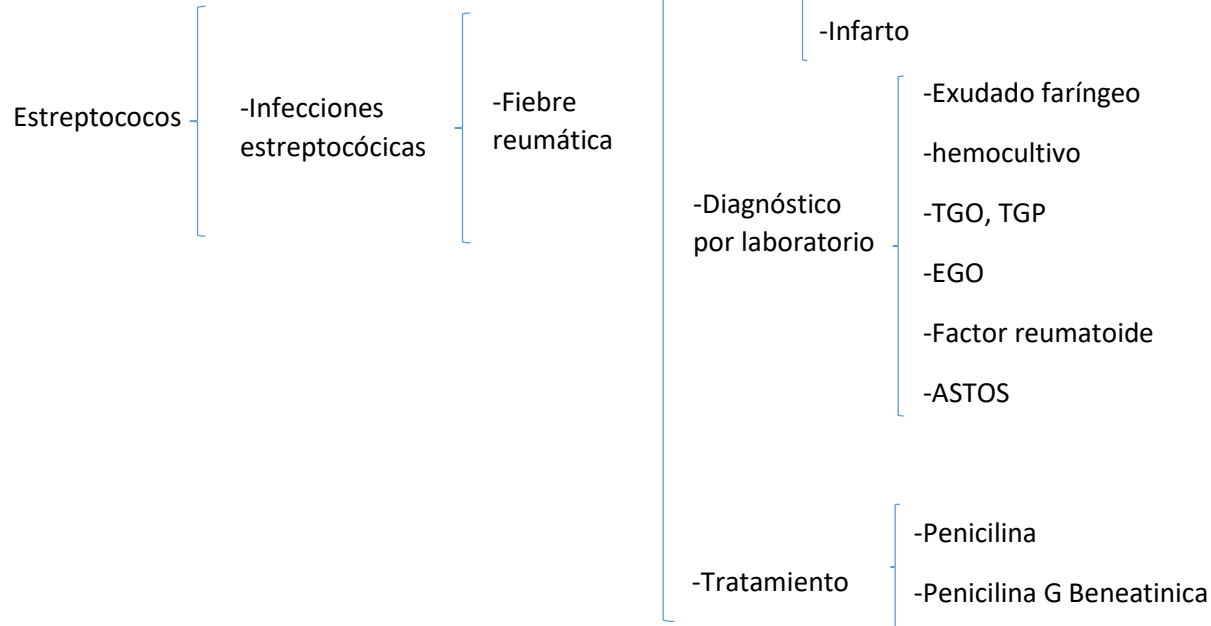 Estreptococos
-Infecciones
estreptocócicas
-Fiebre
reumática
-Infarto
-Diagnóstico
por laboratorio
-Exudado faríngeo
-hemocultivo
-TGO, TGP
-EGO
-Factor reumatoide
-ASTOS
-Tratamiento
-Penicilina
-Penicilina G Beneatinica